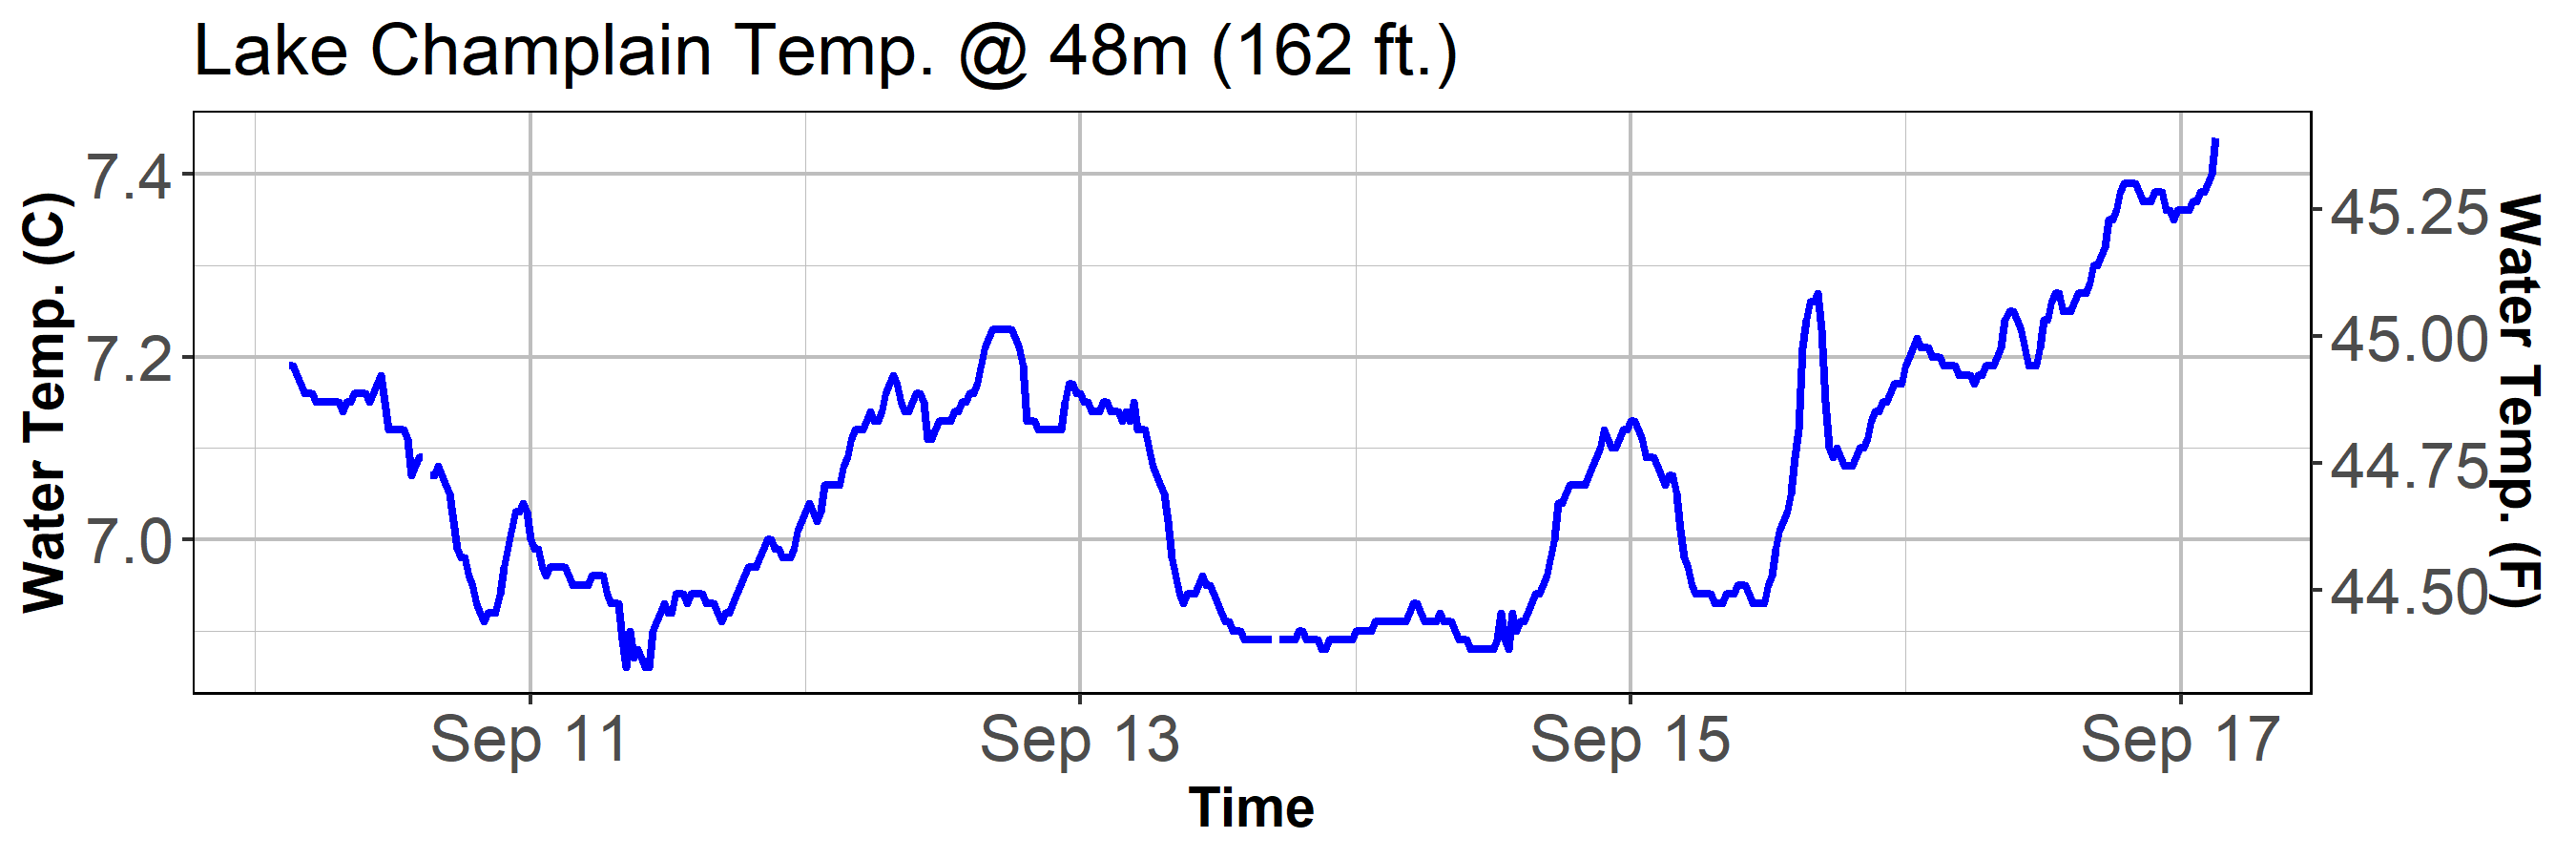 Lake Champlain Temp. @ 48m (162 ft.)
Water Temp. (C)
7.4
7.2
7.0
45.25
45.00
44.75
44.50
Water Temp. (F)
Sep 11
Sep 13
Sep 15
Sep 17
Time